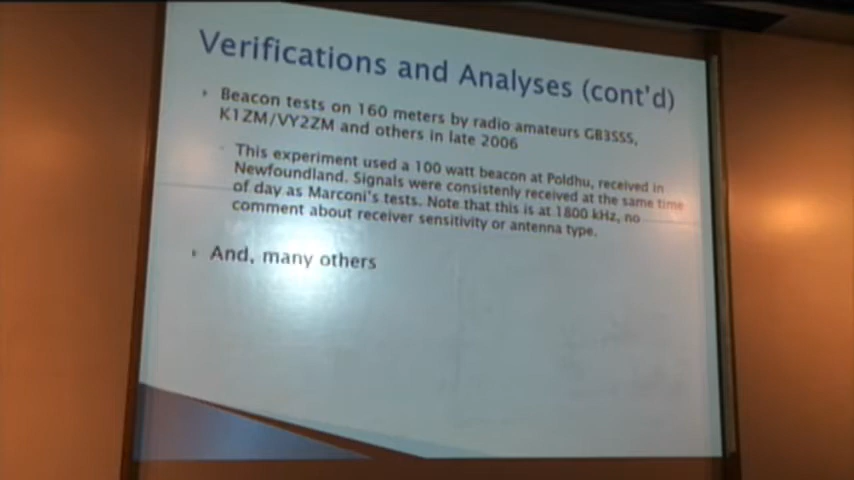 Verifications and Analyses (cont'd)
Beacon tests on 160 meters by radio amateurs GB3SSS,
K1ZM/VY2ZM and others in late 2006
This experiment used a 100 watt beacon at Poldhu, received in
Newfoundland. Signals were consistenly received at the same time
of day as Marconi's tests. Note that this is at 1800 kHz, no
comment about receiver sensitivity or antenna type.
And, many others